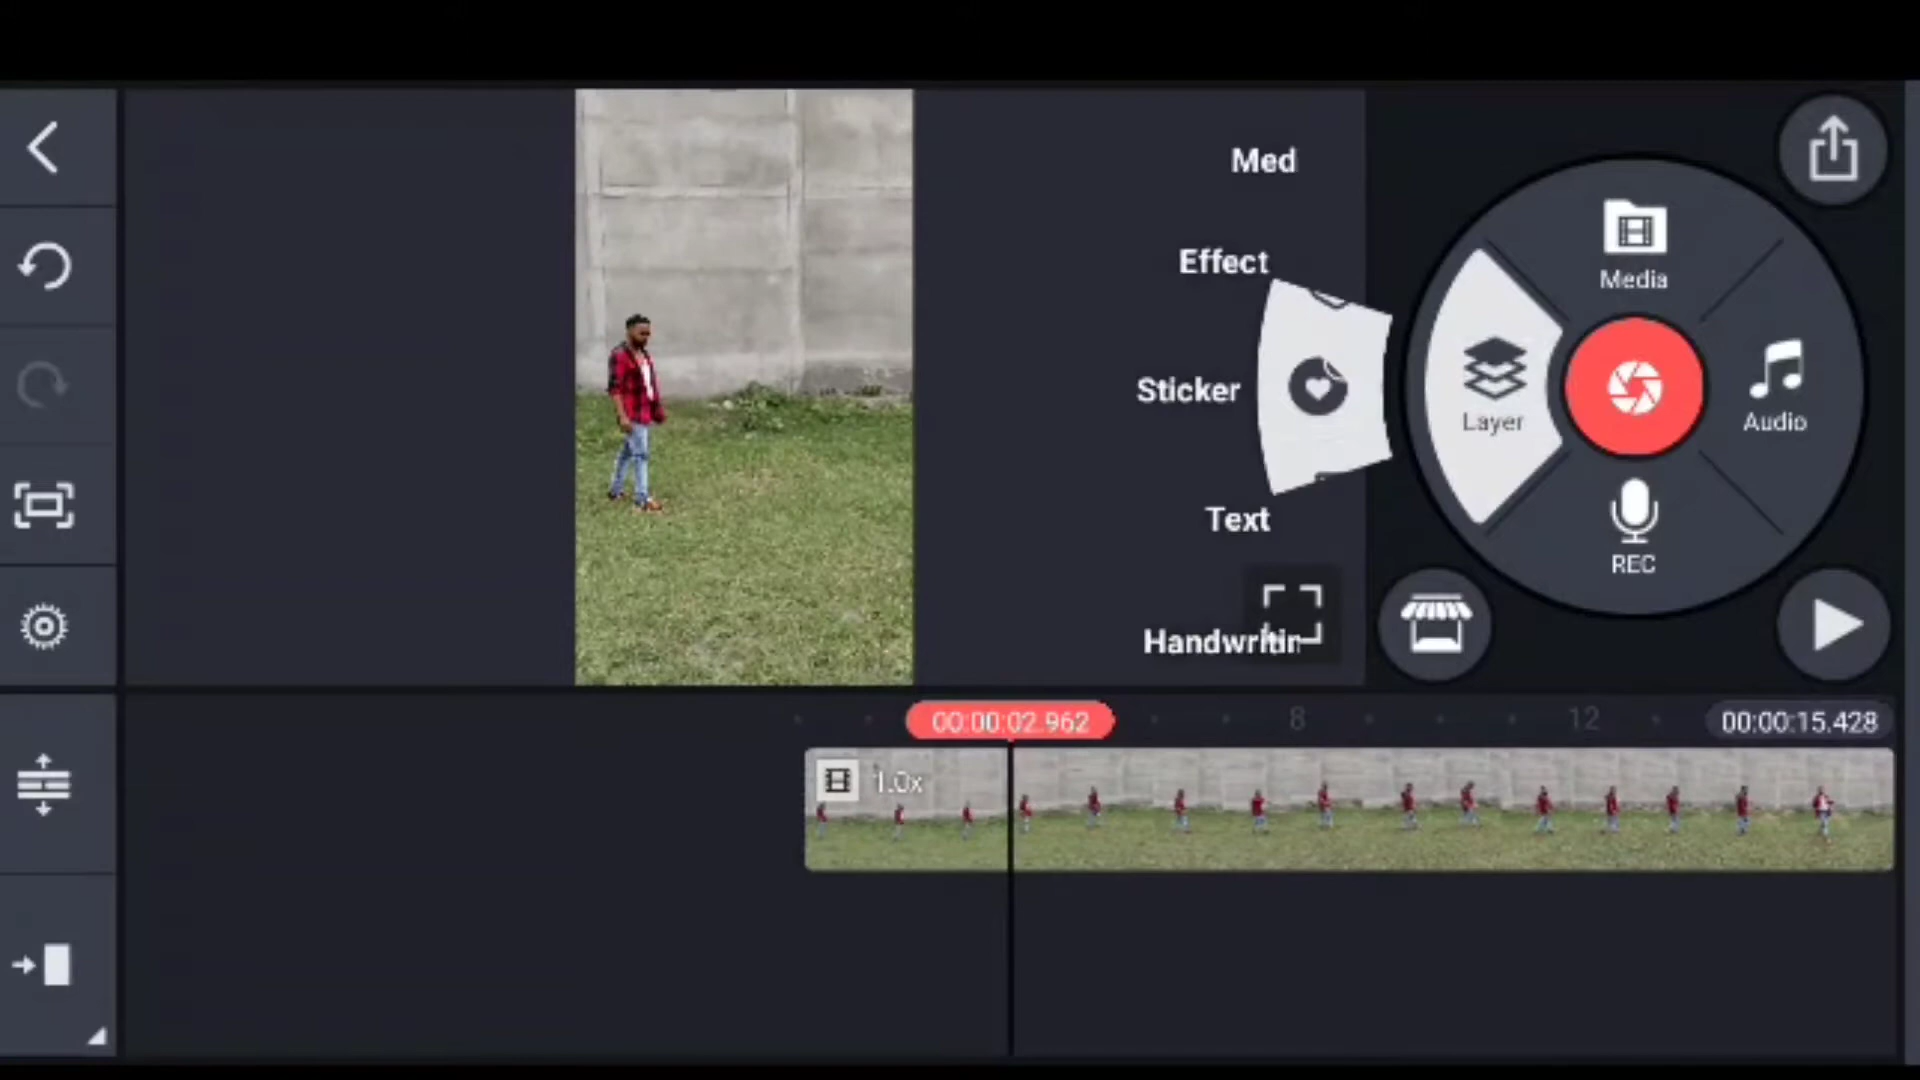 Med
Effect
Sticker
Text
Handwritin
Media
Layer
Audio
REC
00:00:02.962
8
12
00:00:15.428
1.0x